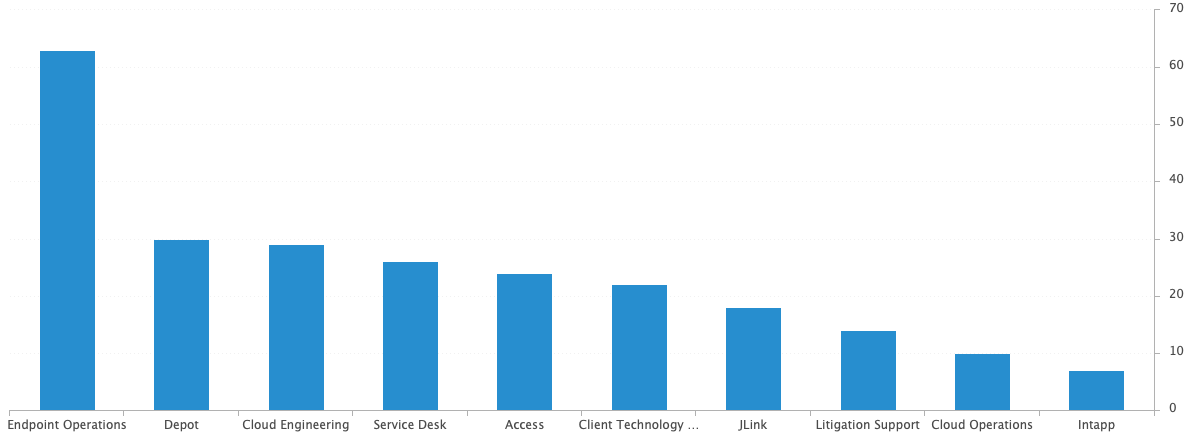 70
60
50
40
30
20
10
0
Endpoint Operations
Depot
Cloud Engineering
Service Desk
Access
Client Technology ...
JLink
Litigation Support
Cloud Operations
Intapp